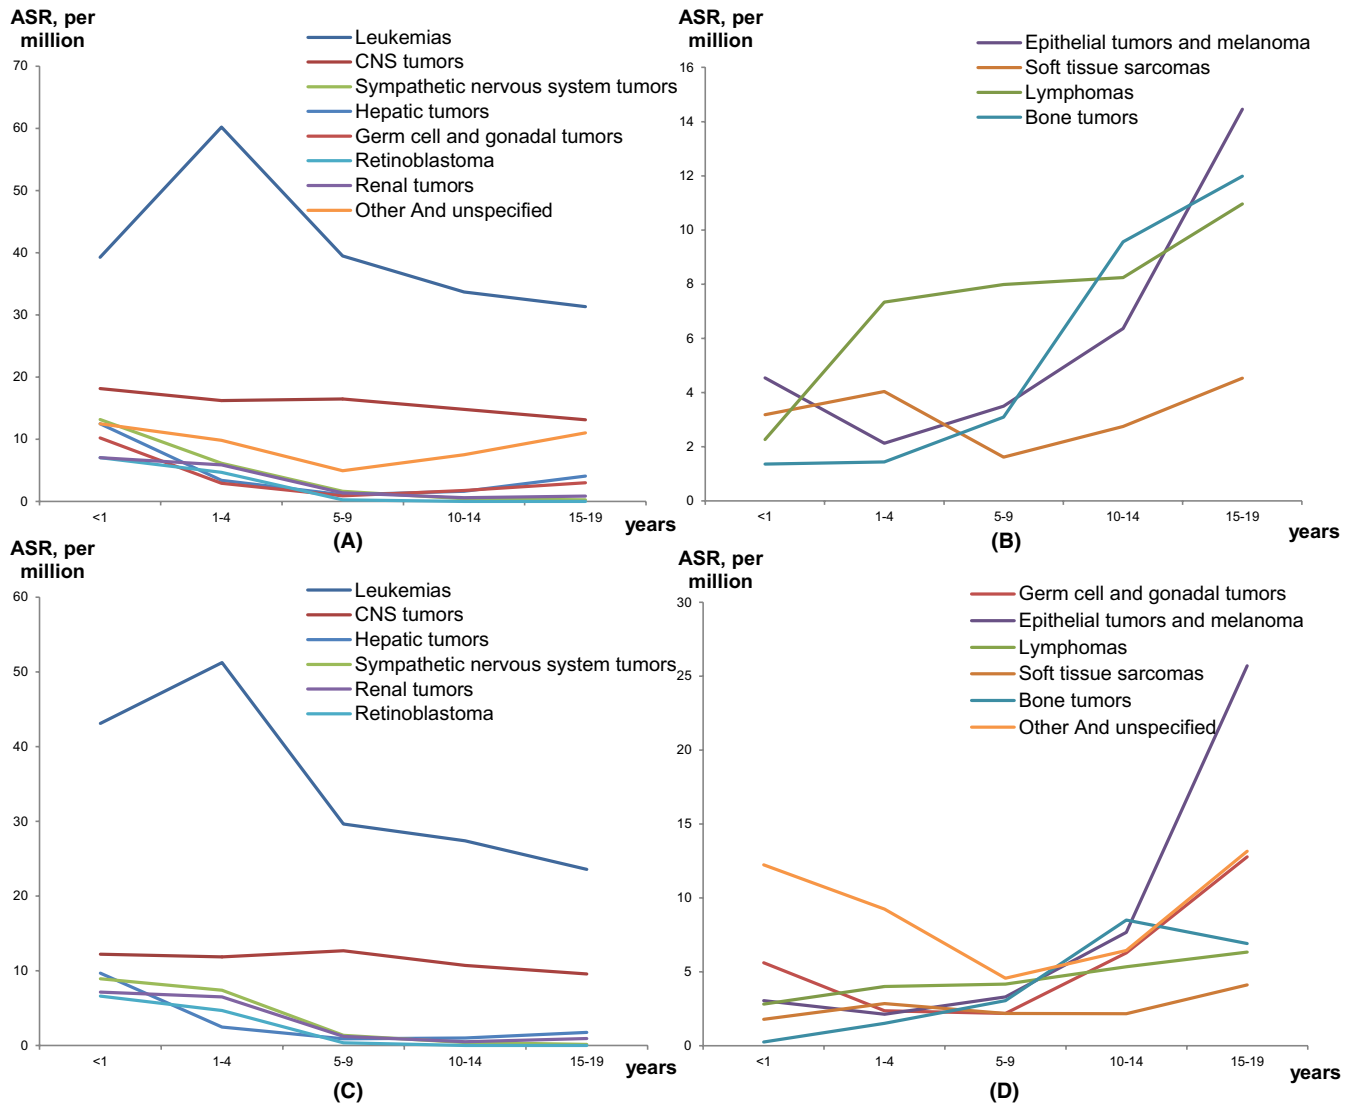 ASR, per
million
Leukemias
CNS tumors
Sympathetic nervous system tumors
Hepatic tumors
Germ cell and gonadal tumors
Retinoblastoma
Renal tumors
Other And unspecified
70
60
50
40
30
20
10
0
<1
1-4
5-9
10-14
15-19
years
(A)
ASR, per
million
Epithelial tumors and melanoma
Soft tissue sarcomas
Lymphomas
Bone tumors
16
14
12
10
8
6
4
2
0
<1
1-4
5-9
10-14
15-19
years
(B)
ASR, per
million
Leukemias
CNS tumors
Hepatic tumors
Sympathetic nervous system tumors
Renal tumors
Retinoblastoma
60
50
40
30
20
10
0
<1
1-4
5-9
10-14
15-19
years
(C)
ASR, per
million
Germ cell and gonadal tumors
Epithelial tumors and melanoma
Lymphomas
Soft tissue sarcomas
Bone tumors
Other And unspecified
30
25
20
15
10
5
0
<1
1-4
5-9
10-14
15-19
years
(D)